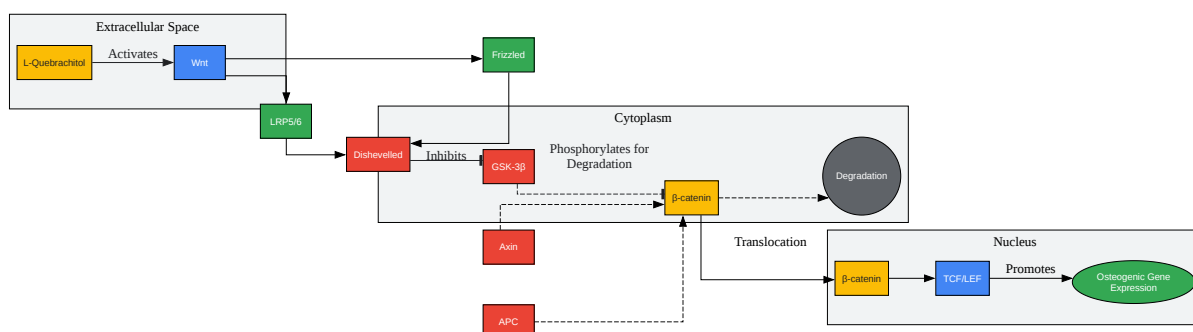 Extracellular Space
L-Quebrachitol
Activates
Wnt
Frizzled
LRP5/6
Cytoplasm
Dishevelled
Inhibits
GSK-3β
Phosphorylates for
Degradation
β-catenin
Degradation
Axin
APC
Translocation
Nucleus
β-catenin
TCF/LEF
Promotes
Osteogenic Gene
Expression